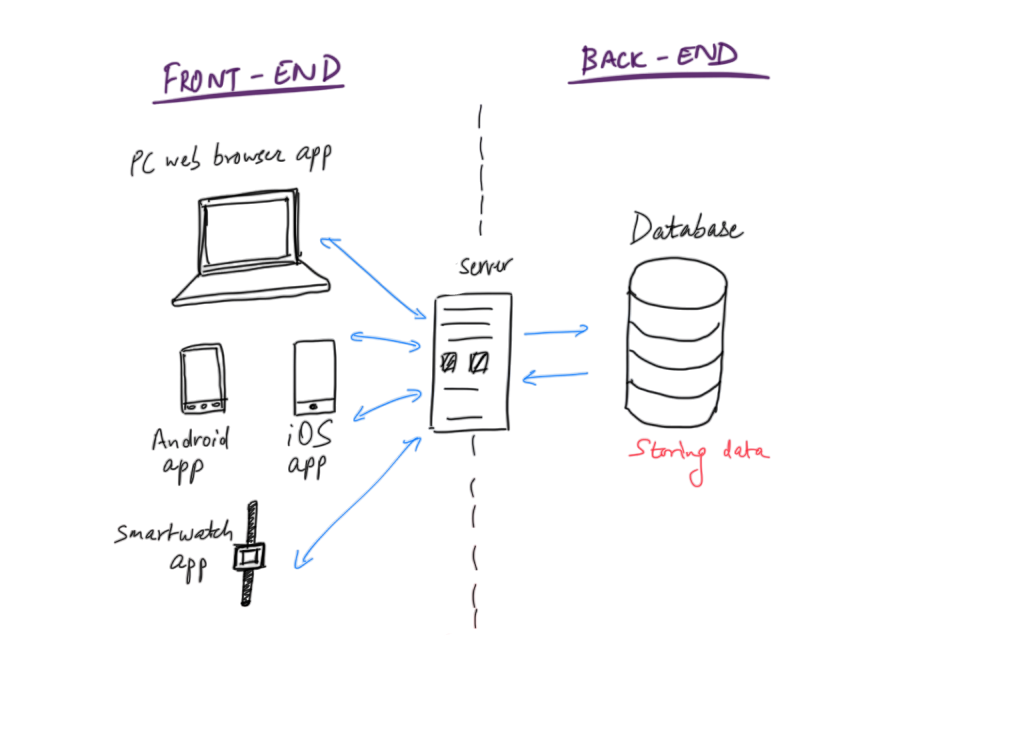 FRONT-END
BACK-END
PC web browser app
Server
Database
Android
app
iOS
app
Storing data
Smartwatch
app